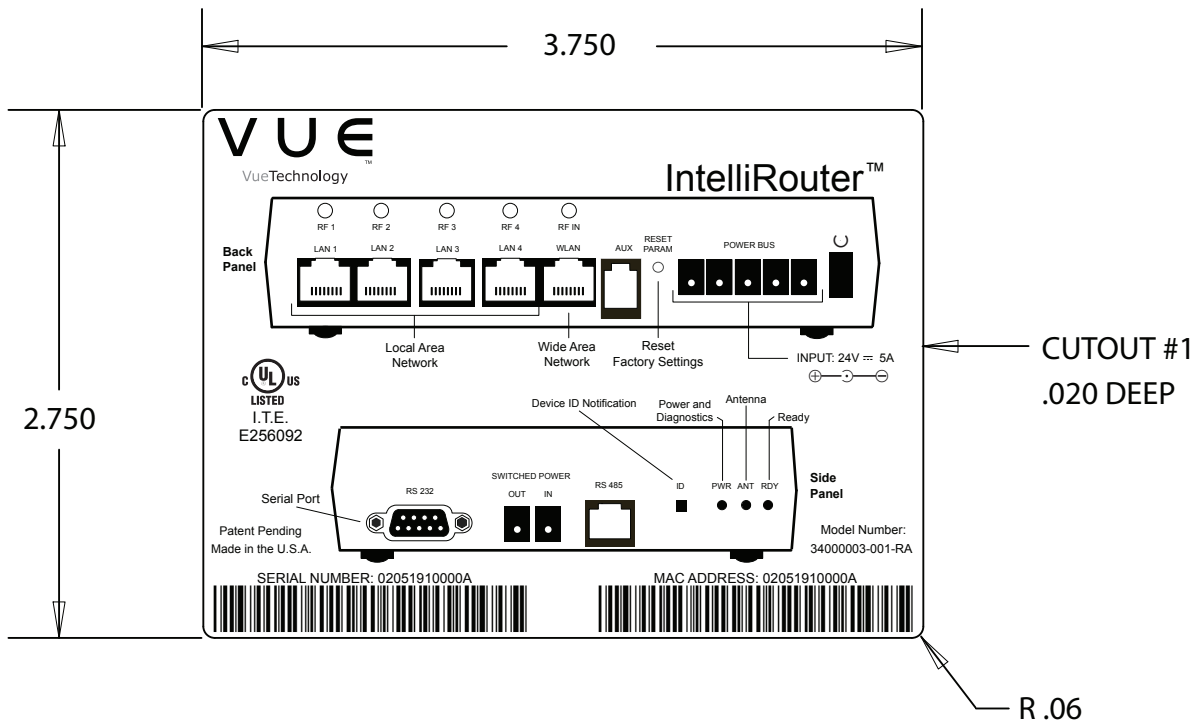 3.750
2.750
VUE™
VueTechnology
IntelliRouter™
RF 1 RF 2 RF 3 RF 4 RF IN
LAN 1 LAN 2 LAN 3 LAN 4 WLAN AUX
RESET
PARAM
POWER BUS
Back
Panel
Local Area
Network
Wide Area
Network
Reset
Factory Settings
INPUT: 24V ⎓ 5A
CUTOUT #1
.020 DEEP
C UL US
LISTED
I.T.E.
E256092
Device ID Notification
Power and
Diagnostics
Antenna
Ready
Serial Port
RS 232
SWITCHED POWER
OUT IN
RS 485
ID
PWR ANT RDY
Side
Panel
Patent Pending
Made in the U.S.A.
Model Number:
34000003-001-RA
SERIAL NUMBER: 02051910000A
MAC ADDRESS: 02051910000A
R .06